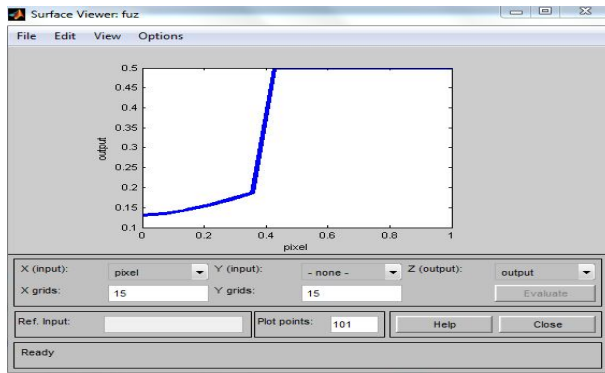 Surface Viewer: fuz
File Edit View Options
0.5
0.45
0.4
0.35
0.3
0.25
0.2
0.15
0.1
output
0 0.2 0.4 0.6 0.8 1
pixel
X (input): pixel Y (input): - none - Z (output): output
X grids: 15 Y grids: 15 Evaluate
Ref. Input: Plot points: 101 Help Close
Ready